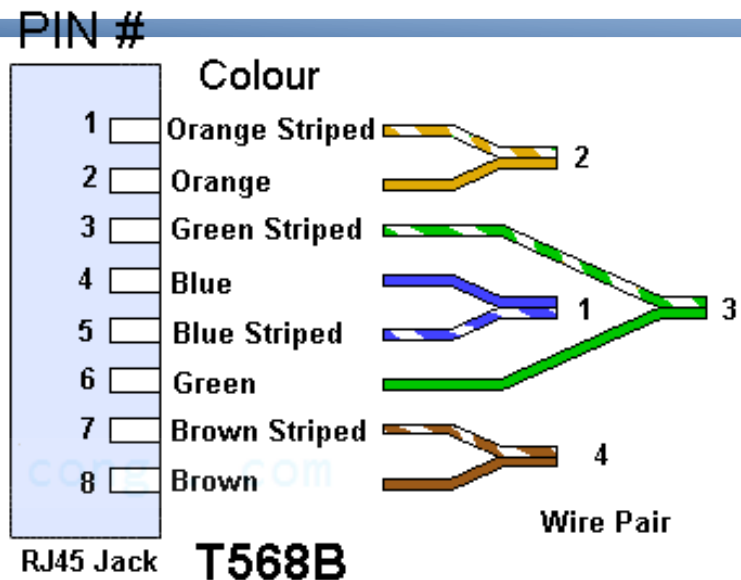 PIN #
Colour
1 Orange Striped
2 Orange
2
3 Green Striped
4 Blue
1
3
5 Blue Striped
6 Green
7 Brown Striped
4
8 Brown
Wire Pair
RJ45 Jack
T568B